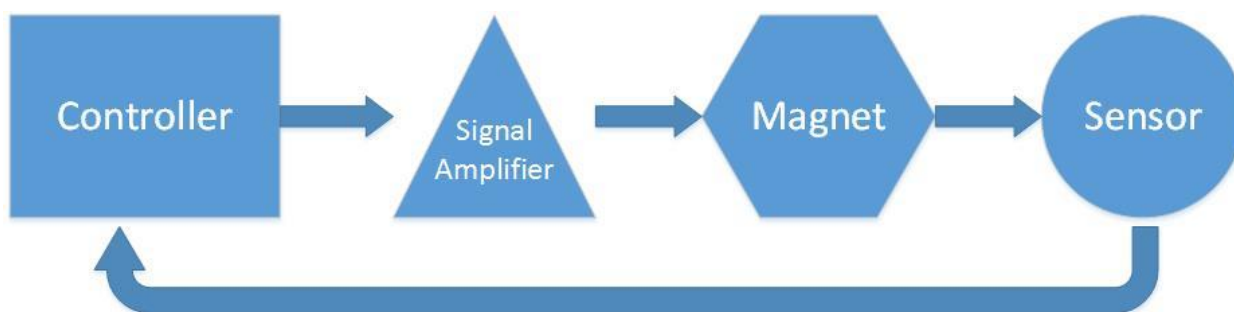 Controller
Signal
Amplifier
Magnet
Sensor